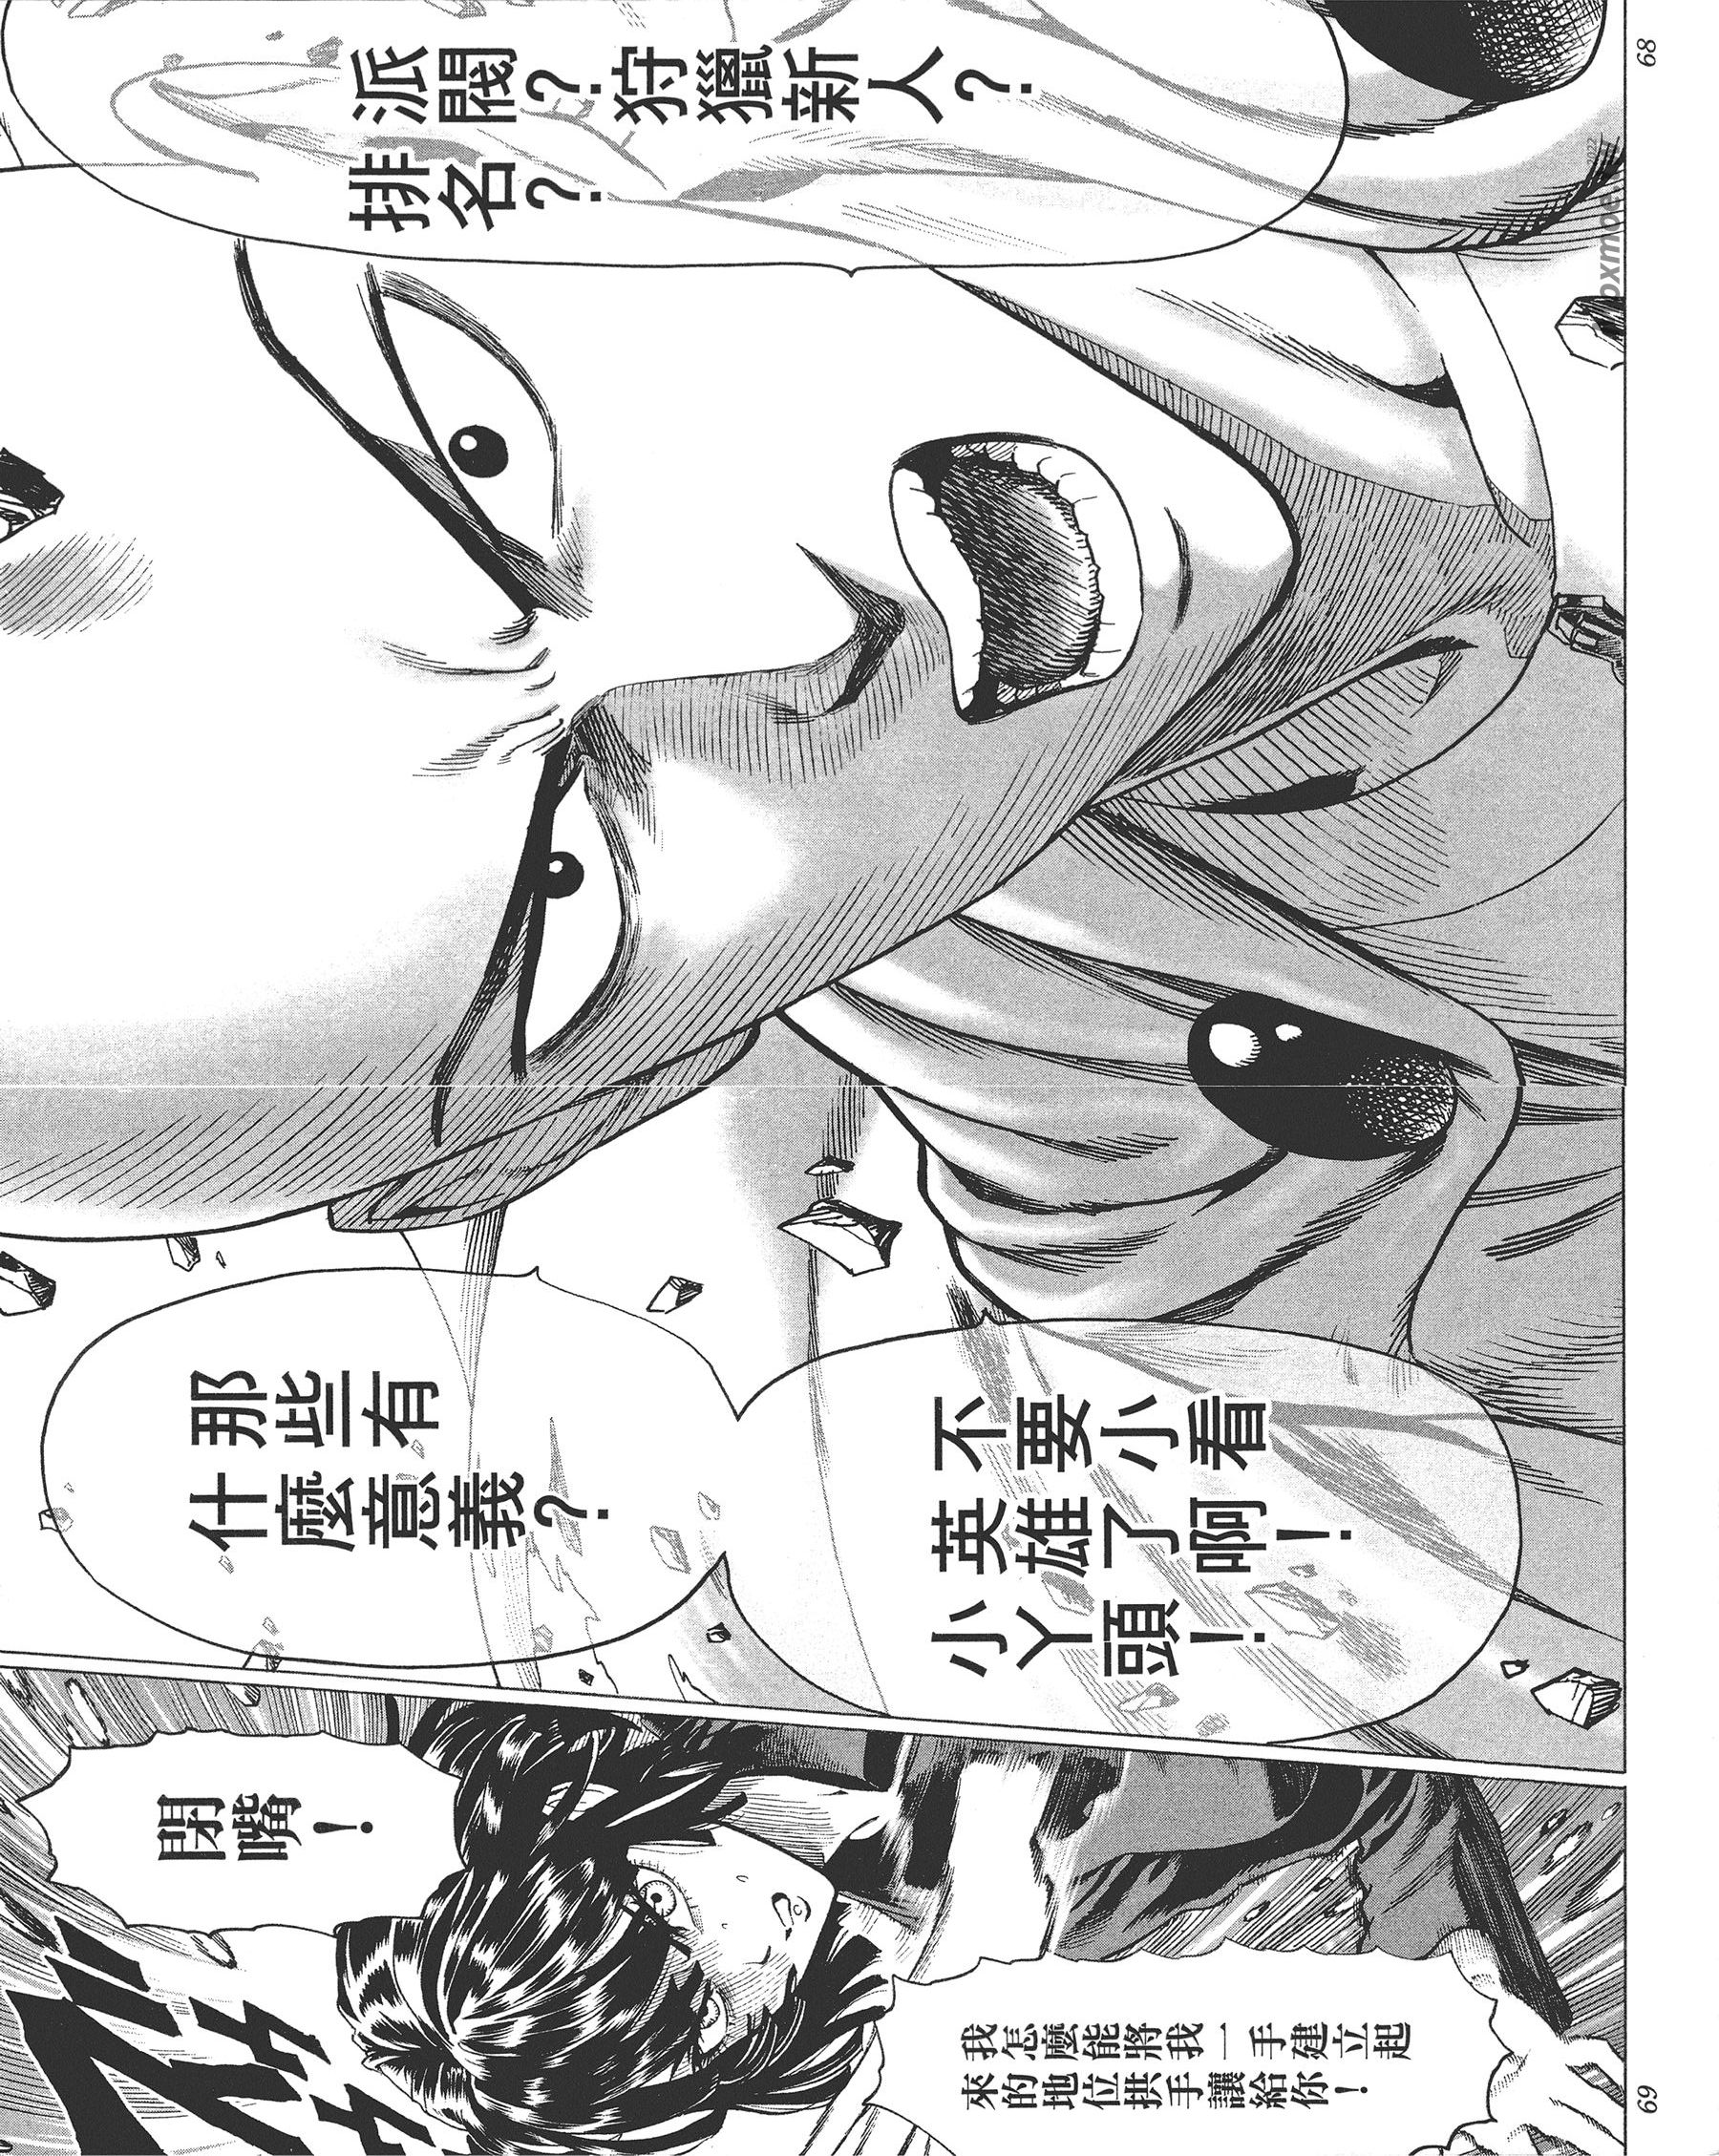 派閥？狩獵新人？
排名？
那些有
什麼意義？
不要小看
英雄了啊！
小丫頭！
閉嘴！
我怎麼能將我一手建立起
來的地位拱手讓給你！
68
69